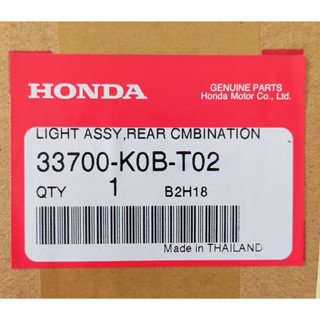 HONDA
GENUINE PARTS
Honda Motor Co., Ltd.
LIGHT ASSY,REAR CMBINATION
33700-K0B-T02
QTY 1 B2H18
Made in THAILAND